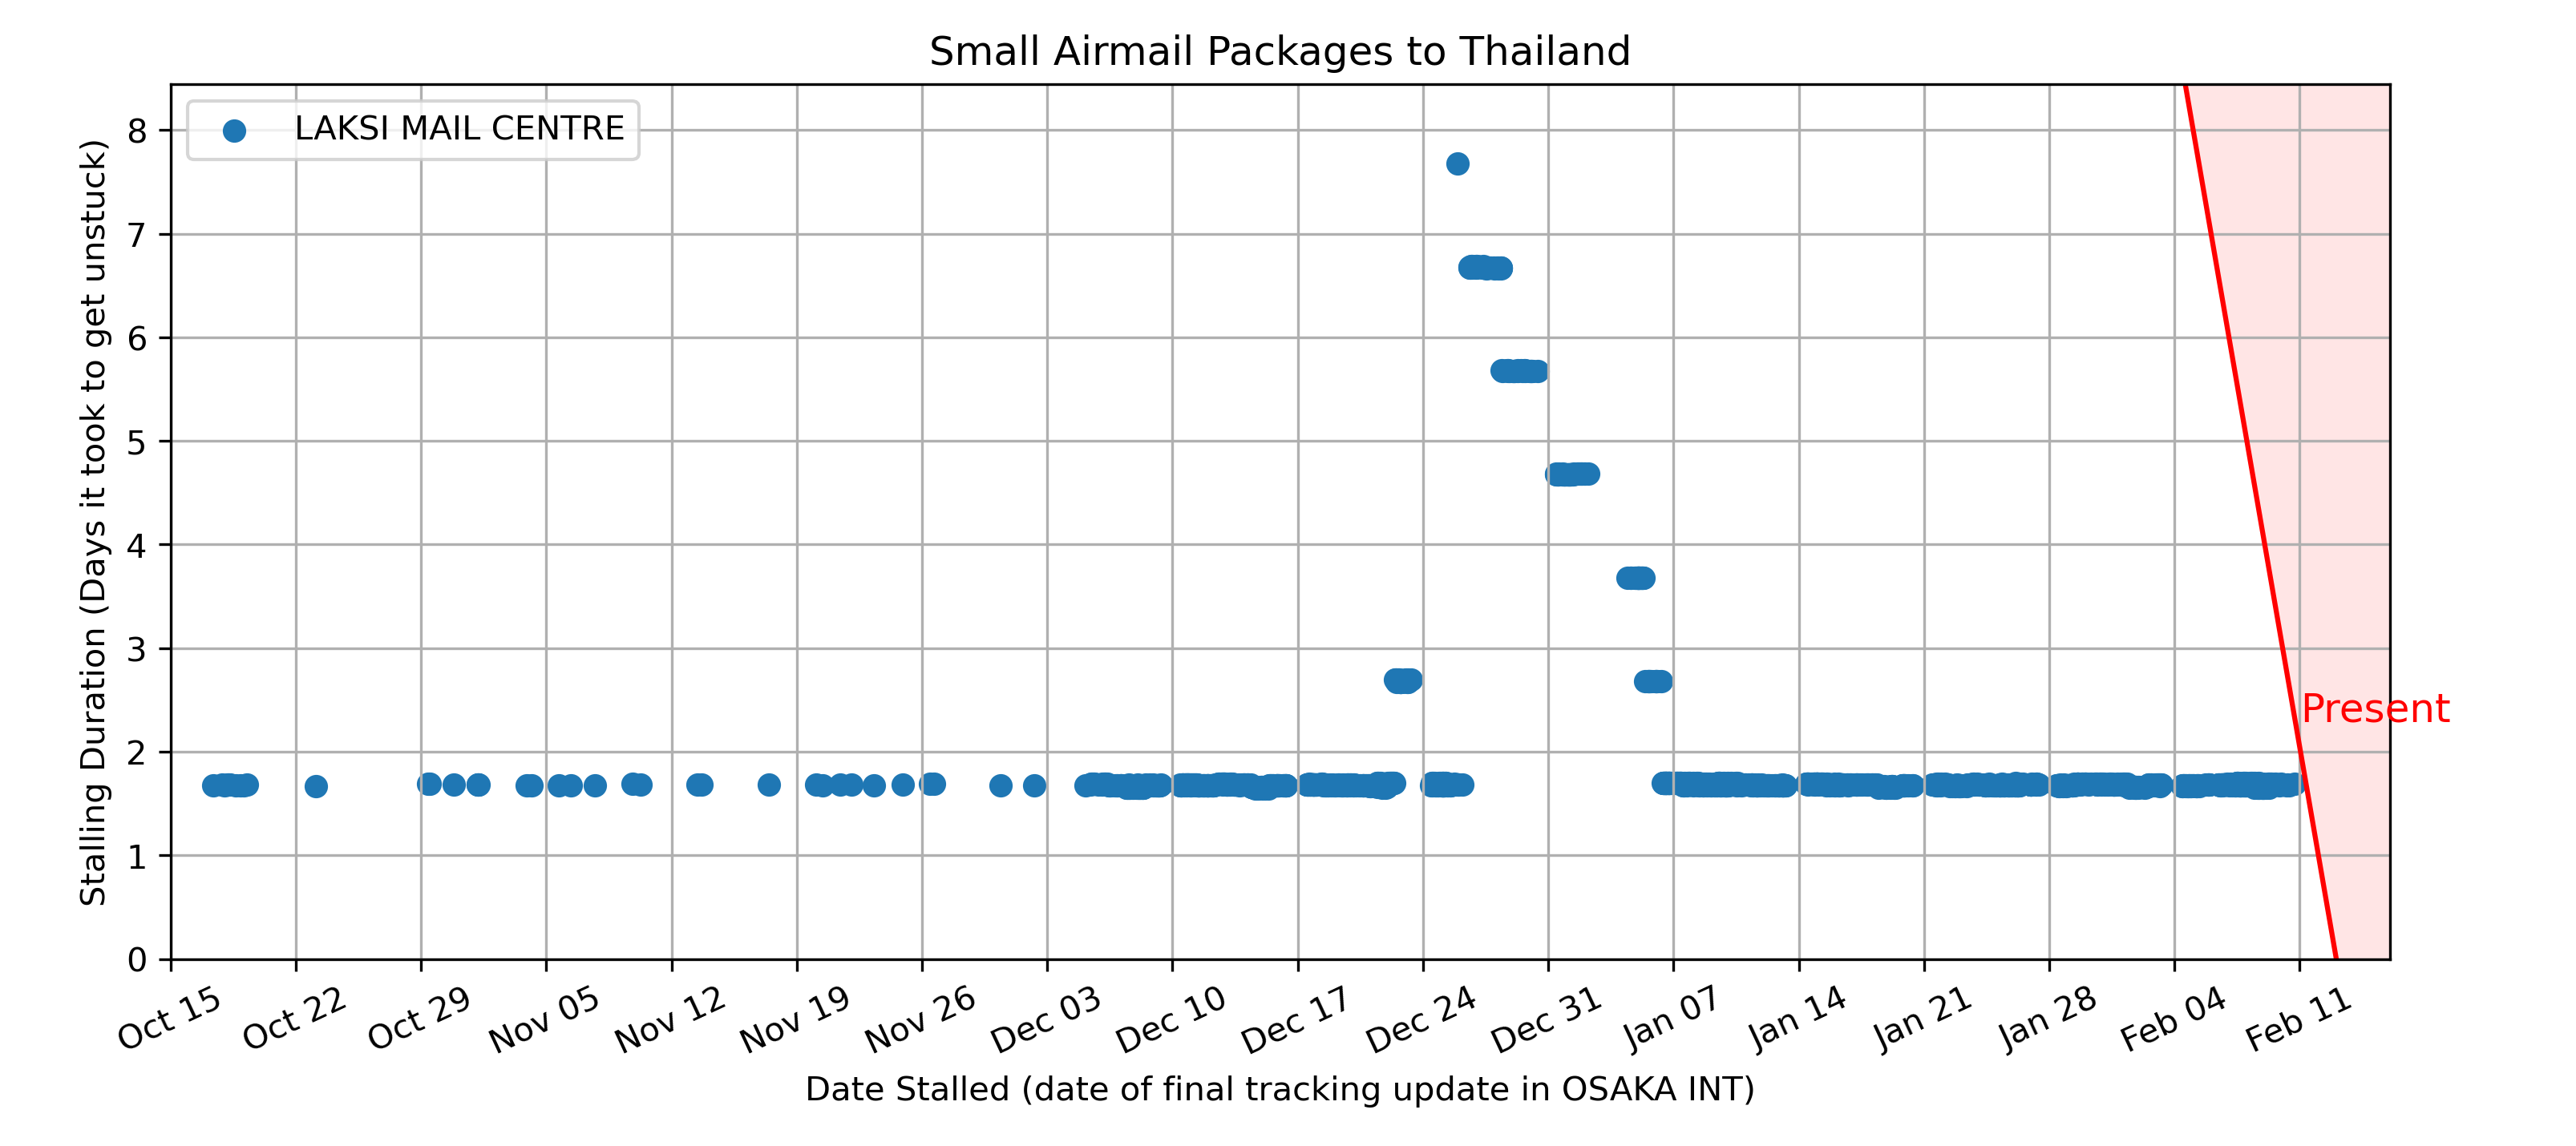 Small Airmail Packages to Thailand
LAKSI MAIL CENTRE
Stalling Duration (Days it took to get unstuck)
8
7
6
5
4
3
2
1
0
Present
Oct 15
Oct 22
Oct 29
Nov 05
Nov 12
Nov 19
Nov 26
Dec 03
Dec 10
Dec 17
Dec 24
Dec 31
Jan 07
Jan 14
Jan 21
Jan 28
Feb 04
Feb 11
Date Stalled (date of final tracking update in OSAKA INT)